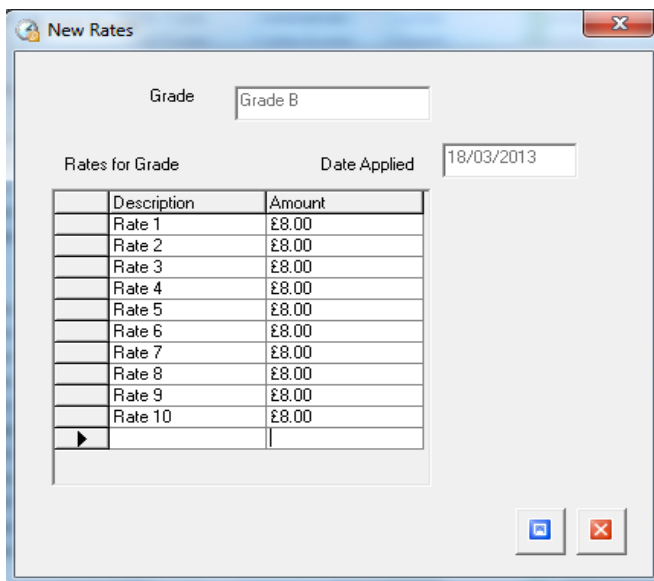 New Rates
Grade Grade B
Rates for Grade Date Applied 18/03/2013
Description Amount
Rate 1 £8.00
Rate 2 £8.00
Rate 3 £8.00
Rate 4 £8.00
Rate 5 £8.00
Rate 6 £8.00
Rate 7 £8.00
Rate 8 £8.00
Rate 9 £8.00
Rate 10 £8.00